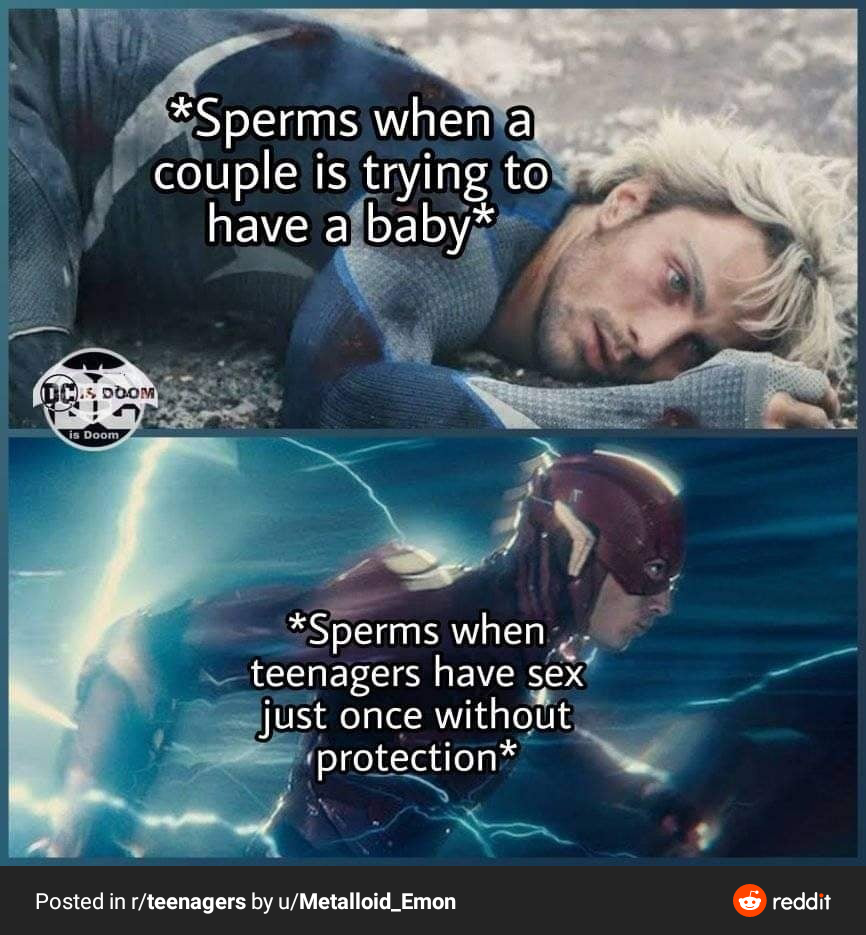 *Sperms when a
couple is trying to
have a baby*
DC IS DOOM
is Doom
*Sperms when
teenagers have sex
just once without
protection*
Posted in r/teenagers by u/Metalloid_Emon
reddit